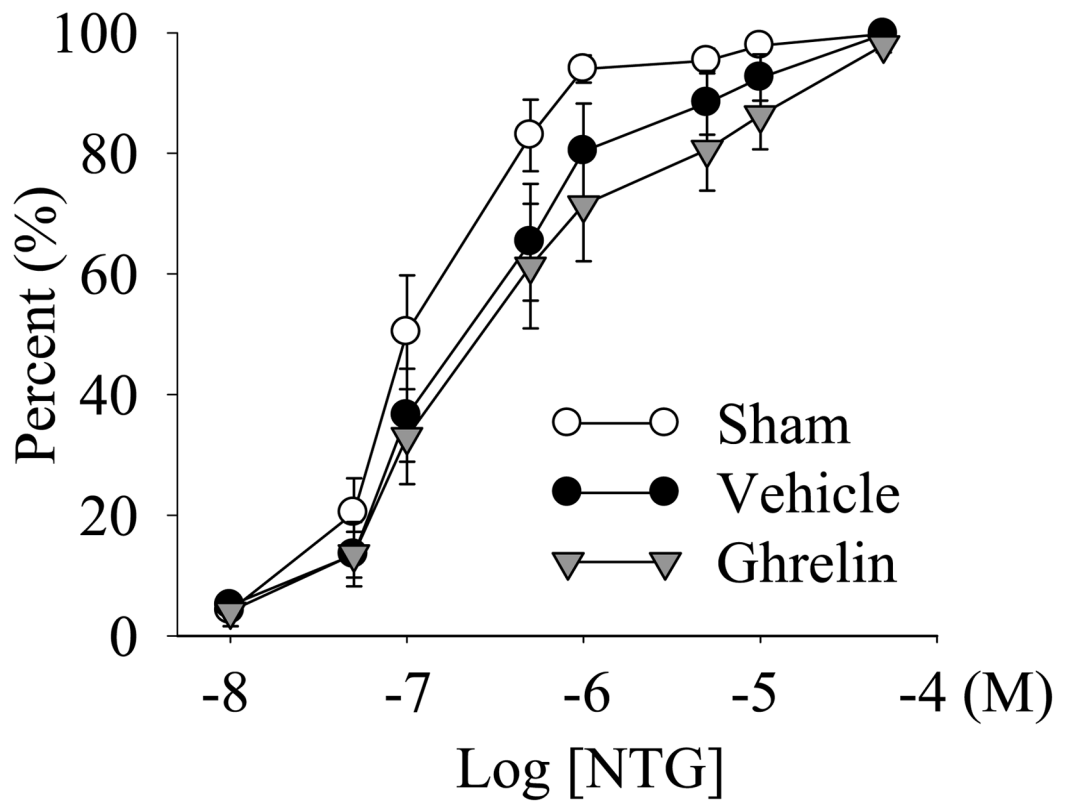 100
80
60
40
20
0
Percent (%)
Sham
Vehicle
Ghrelin
-8 -7 -6 -5 -4 (M)
Log [NTG]